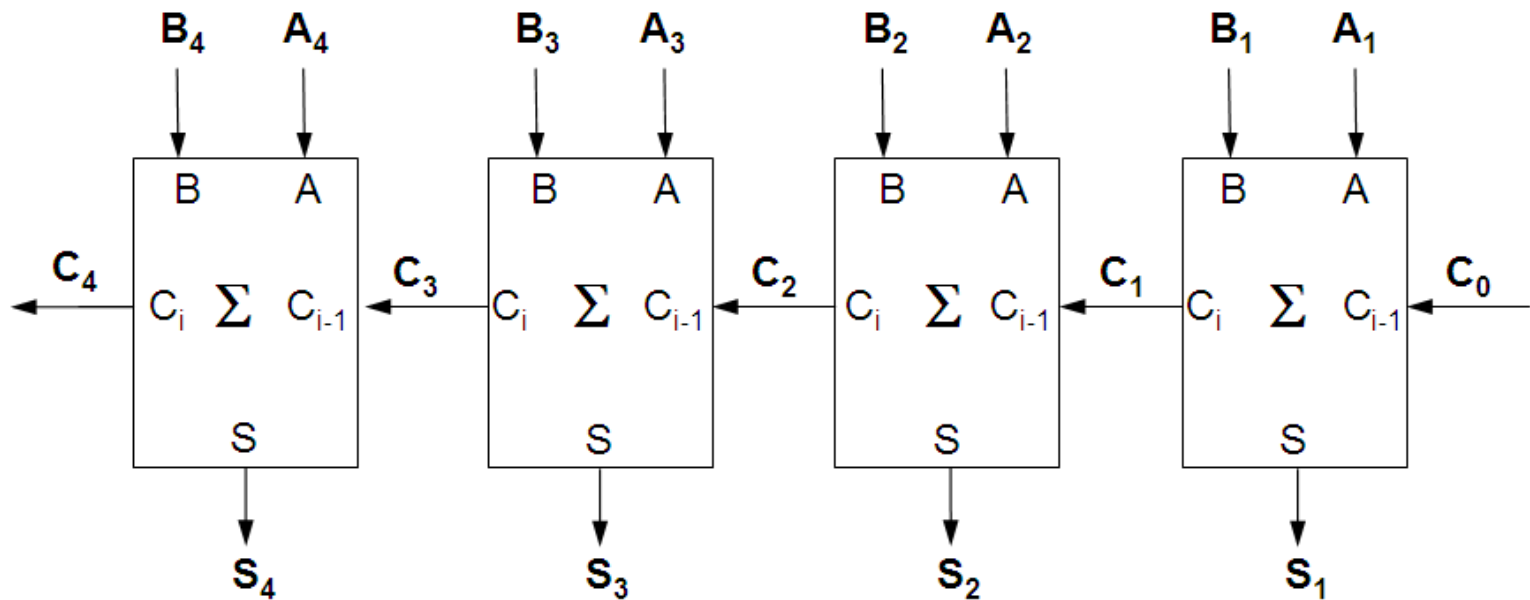 B₄ A₄ B₃ A₃ B₂ A₂ B₁ A₁
B A B A B A B A
C₄ C₃ C₂ C₁ C₀
Cᵢ Σ Cᵢ₋₁ Cᵢ Σ Cᵢ₋₁ Cᵢ Σ Cᵢ₋₁ Cᵢ Σ Cᵢ₋₁
S S S S
S₄ S₃ S₂ S₁